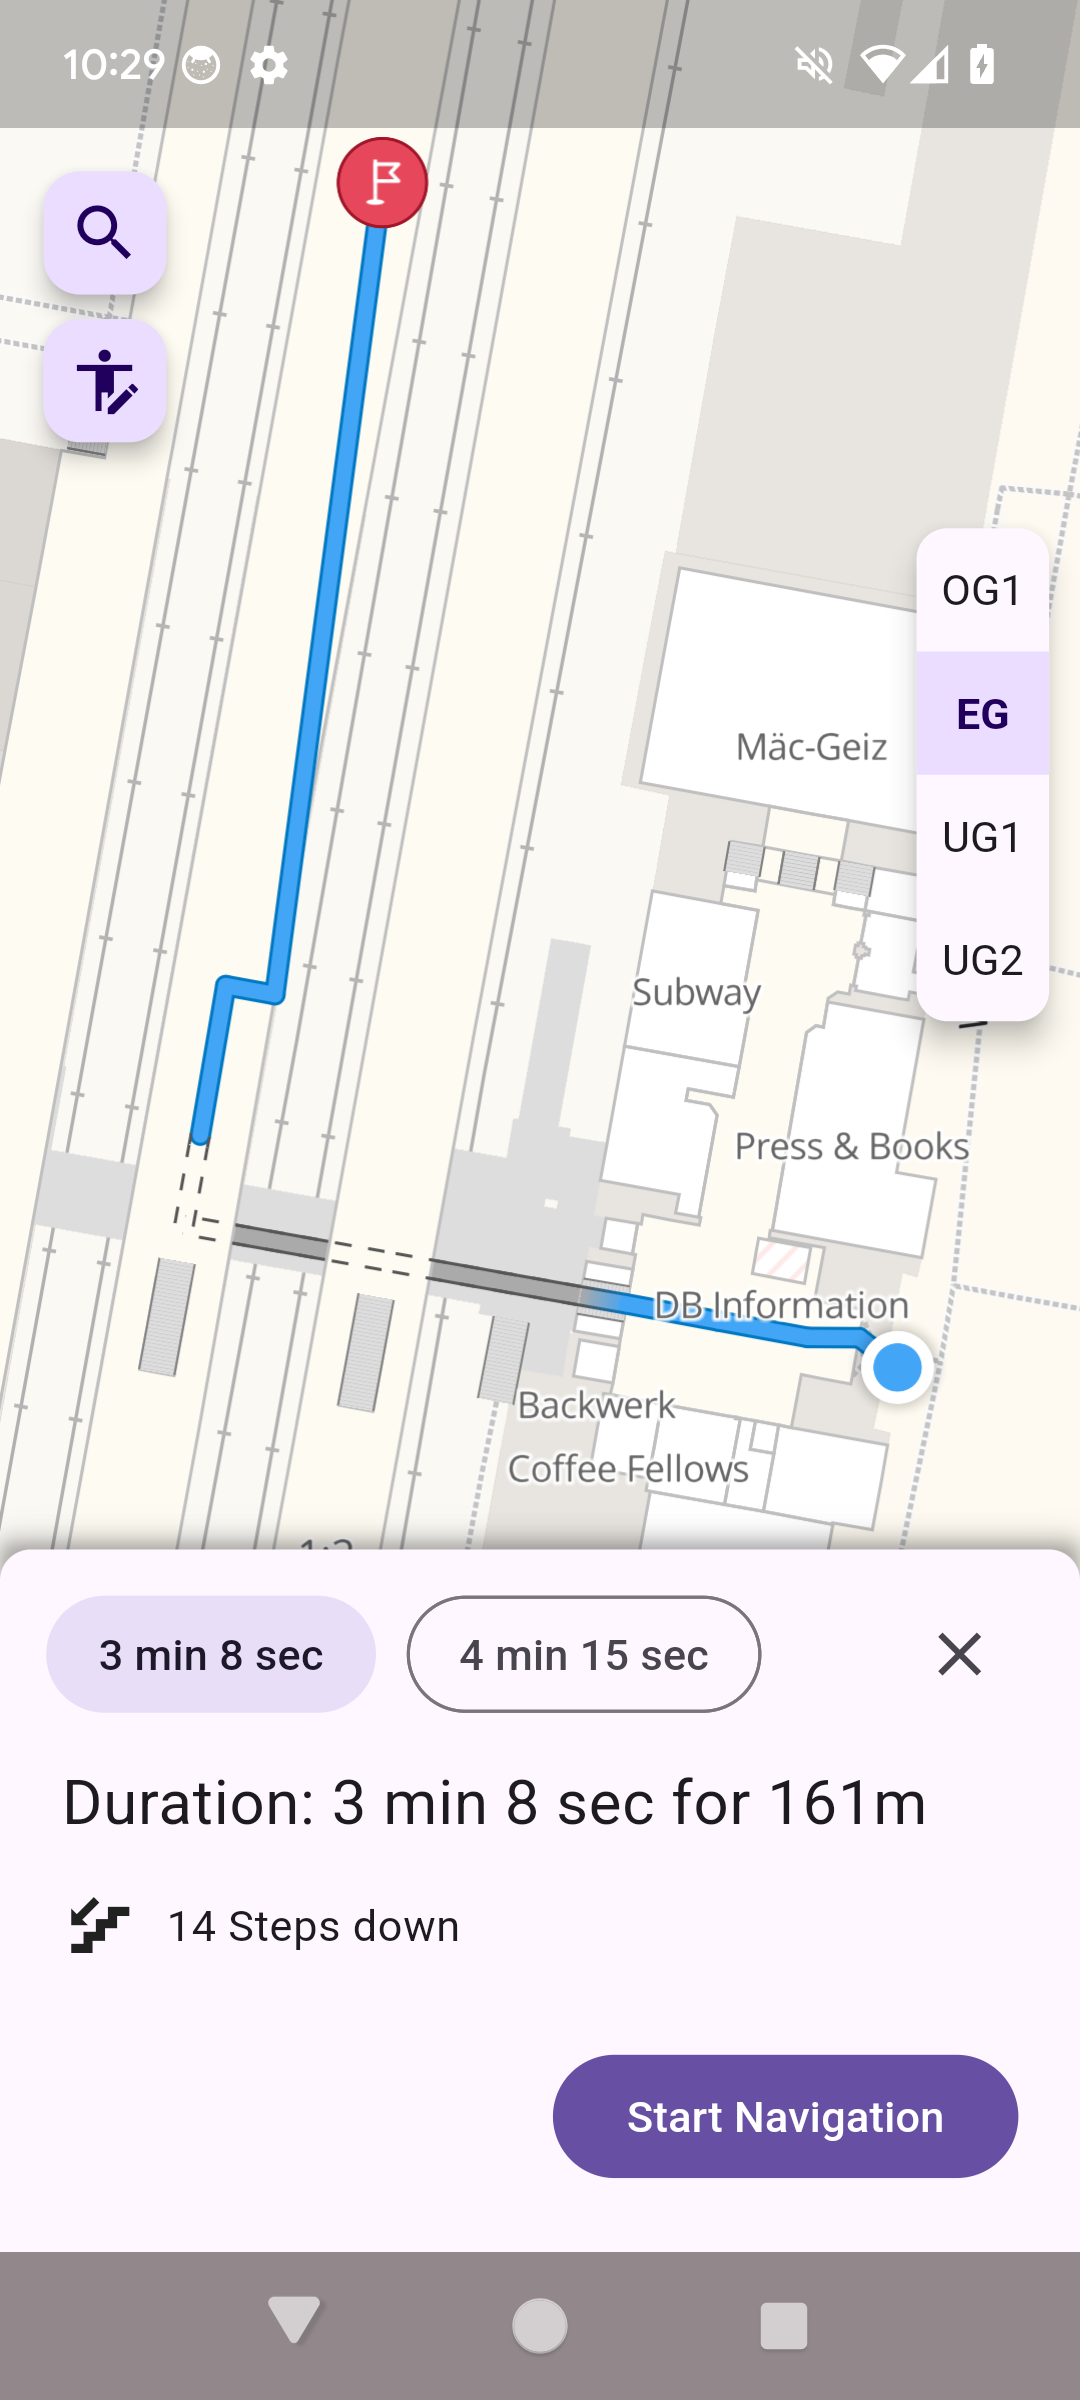 10:29
OG1
EG
Mäc-Geiz
UG1
UG2
Subway
Press & Books
DB Information
Backwerk
Coffee Fellows
3 min 8 sec
4 min 15 sec
Duration: 3 min 8 sec for 161m
14 Steps down
Start Navigation